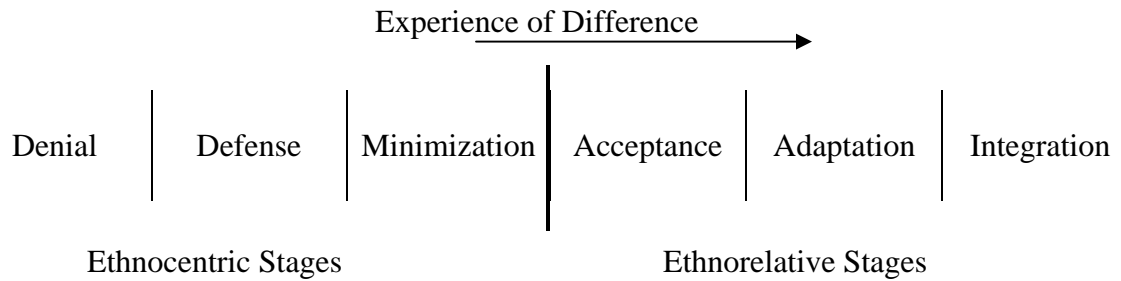 Experience of Difference
Denial Defense Minimization Acceptance Adaptation Integration
Ethnocentric Stages Ethnorelative Stages